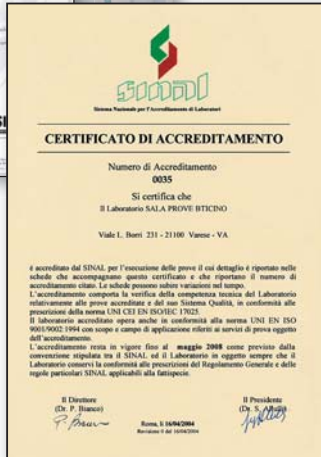 SINAL
Sistema Nazionale per l'Accreditamento di Laboratori
CERTIFICATO DI ACCREDITAMENTO
Numero di Accreditamento
0035
Si certifica che
Il Laboratorio SALA PROVE BTICINO
Viale L. Borri 231 - 21100 Varese - VA
è accreditato dal SINAL per l'esecuzione delle prove il cui dettaglio è riportato nelle
schede che accompagnano questo certificato e che riportano il numero di
accreditamento citato. Le schede possono subire variazioni nel tempo.
L'accreditamento comporta la verifica della competenza tecnica del Laboratorio
relativamente alle prove accreditate e del suo Sistema Qualità, in conformità alle
prescrizioni della norma UNI CEI EN ISO/IEC 17025.
Il laboratorio accreditato opera anche in conformità alla norma UNI EN ISO
9001/9002:1994 con scopo e campo di applicazione riferiti ai servizi di prova oggetto
dell'accreditamento.
L'accreditamento resta in vigore fino al maggio 2008 come previsto dalla
convenzione stipulata tra il SINAL ed il Laboratorio in oggetto sempre che il
Laboratorio conservi la conformità alle prescrizioni del Regolamento Generale e delle
regole particolari SINAL applicabili alla fattispecie.
Il Direttore
(Dr. P. Bianco)
Il Presidente
(Dr. S.
Roma, li 16/04/2004
Revisione 0 del 16/04/2004